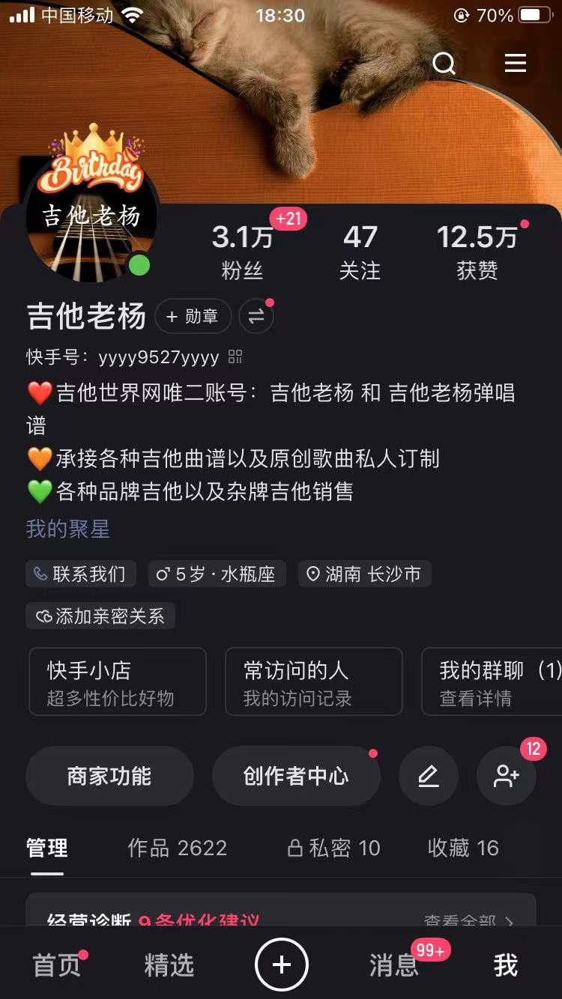 中国移动
18:30
70%
Birthday
吉他老杨
3.1万
+21
47
12.5万
粉丝
关注
获赞
吉他老杨
+ 勋章
快手号：yyyy9527yyyy
❤️吉他世界网唯二账号：吉他老杨 和 吉他老杨弹唱
谱
🧡承接各种吉他曲谱以及原创歌曲私人订制
💚各种品牌吉他以及杂牌吉他销售
我的聚星
联系我们
♂5岁·水瓶座
湖南 长沙市
添加亲密关系
快手小店
超多性价比好物
常访问的人
我的访问记录
我的群聊（1）
查看详情
商家功能
创作者中心
12
管理
作品 2622
私密 10
收藏 16
经营诊断 9条优化建议
查看全部 >
首页
精选
消息
99+
我